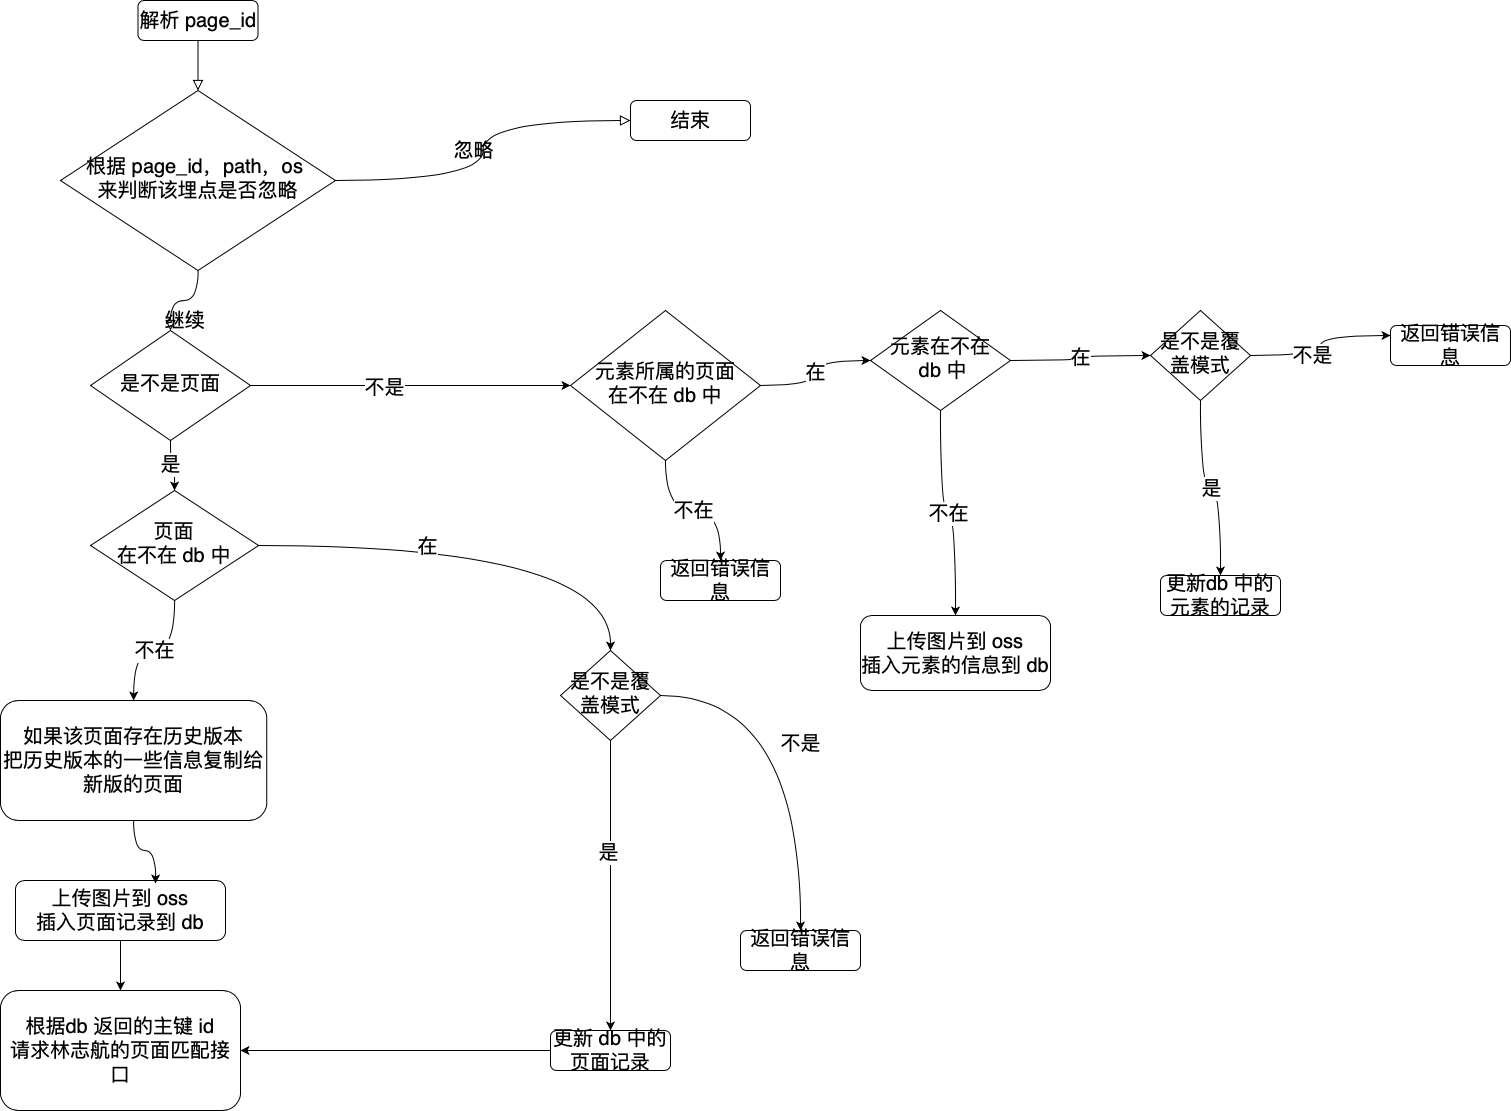 解析 page_id
根据 page_id，path，os
来判断该埋点是否忽略
忽略
结束
继续
是不是页面
不是
元素所属的页面
在不在 db 中
在
元素在不在
db 中
在
是不是覆
盖模式
不是
返回错误信
息
是
页面
在不在 db 中
在
不在
返回错误信
息
不在
上传图片到 oss
插入元素的信息到 db
是
更新db 中的
元素的记录
不在
如果该页面存在历史版本
把历史版本的一些信息复制给
新版的页面
是不是覆
盖模式
不是
是
返回错误信
息
上传图片到 oss
插入页面记录到 db
根据db 返回的主键 id
请求林志航的页面匹配接
口
更新 db 中的
页面记录